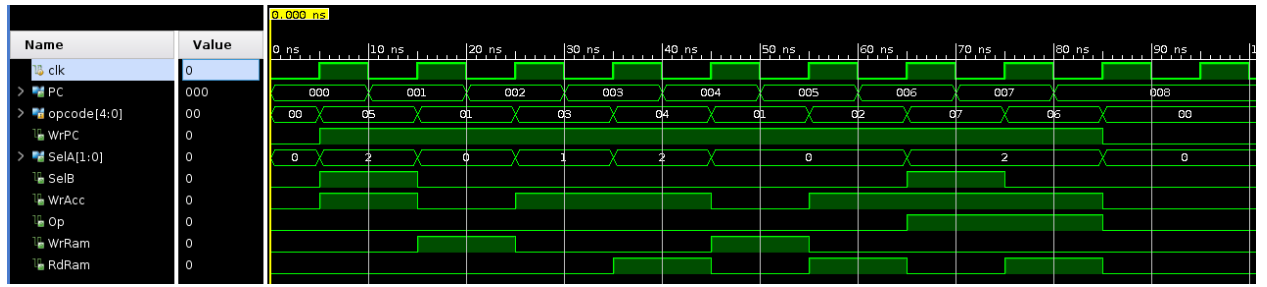 0.000 ns
Name Value
0 ns 10 ns 20 ns 30 ns 40 ns 50 ns 60 ns 70 ns 80 ns 90 ns 1
clk 0
> PC 000 000 001 002 003 004 005 006 007 008
> opcode[4:0] 00 00 05 01 03 04 01 02 07 06 00
WrPC 0
> SelA[1:0] 0 0 2 0 1 2 0 2 0
SelB 0
WrAcc 0
Op 0
WrRam 0
RdRam 0